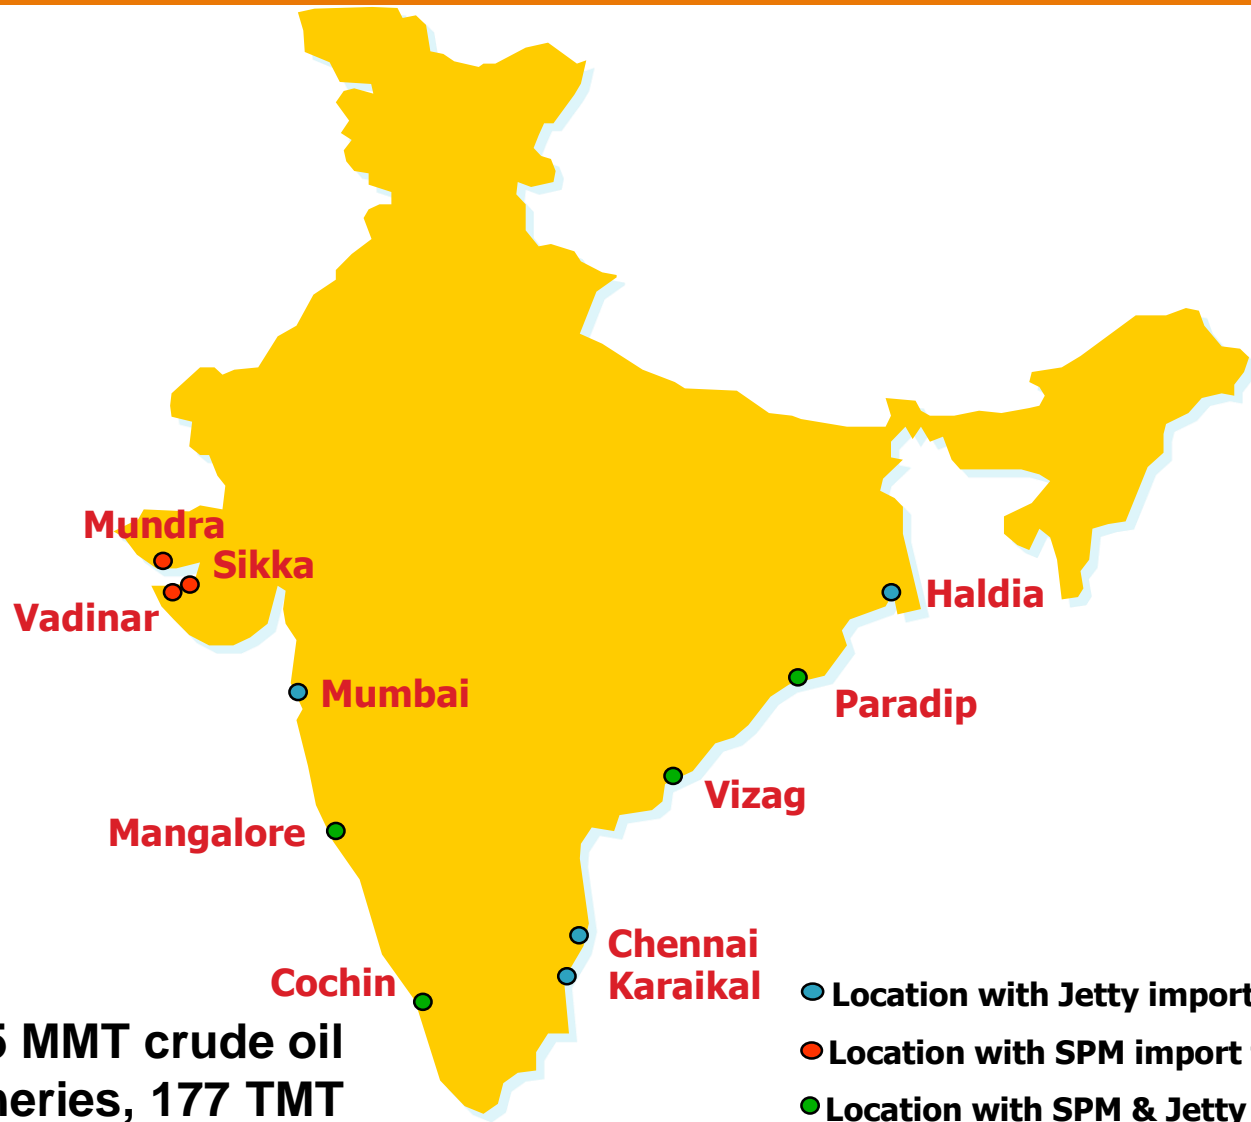 Mundra
Sikka
Vadinar
Haldia
Mumbai
Paradip
Vizag
Mangalore
Chennai
Cochin
Karaikal
Location with Jetty import
MMT crude oil
Location with SPM import
177 TMT
Location with SPM & Jetty